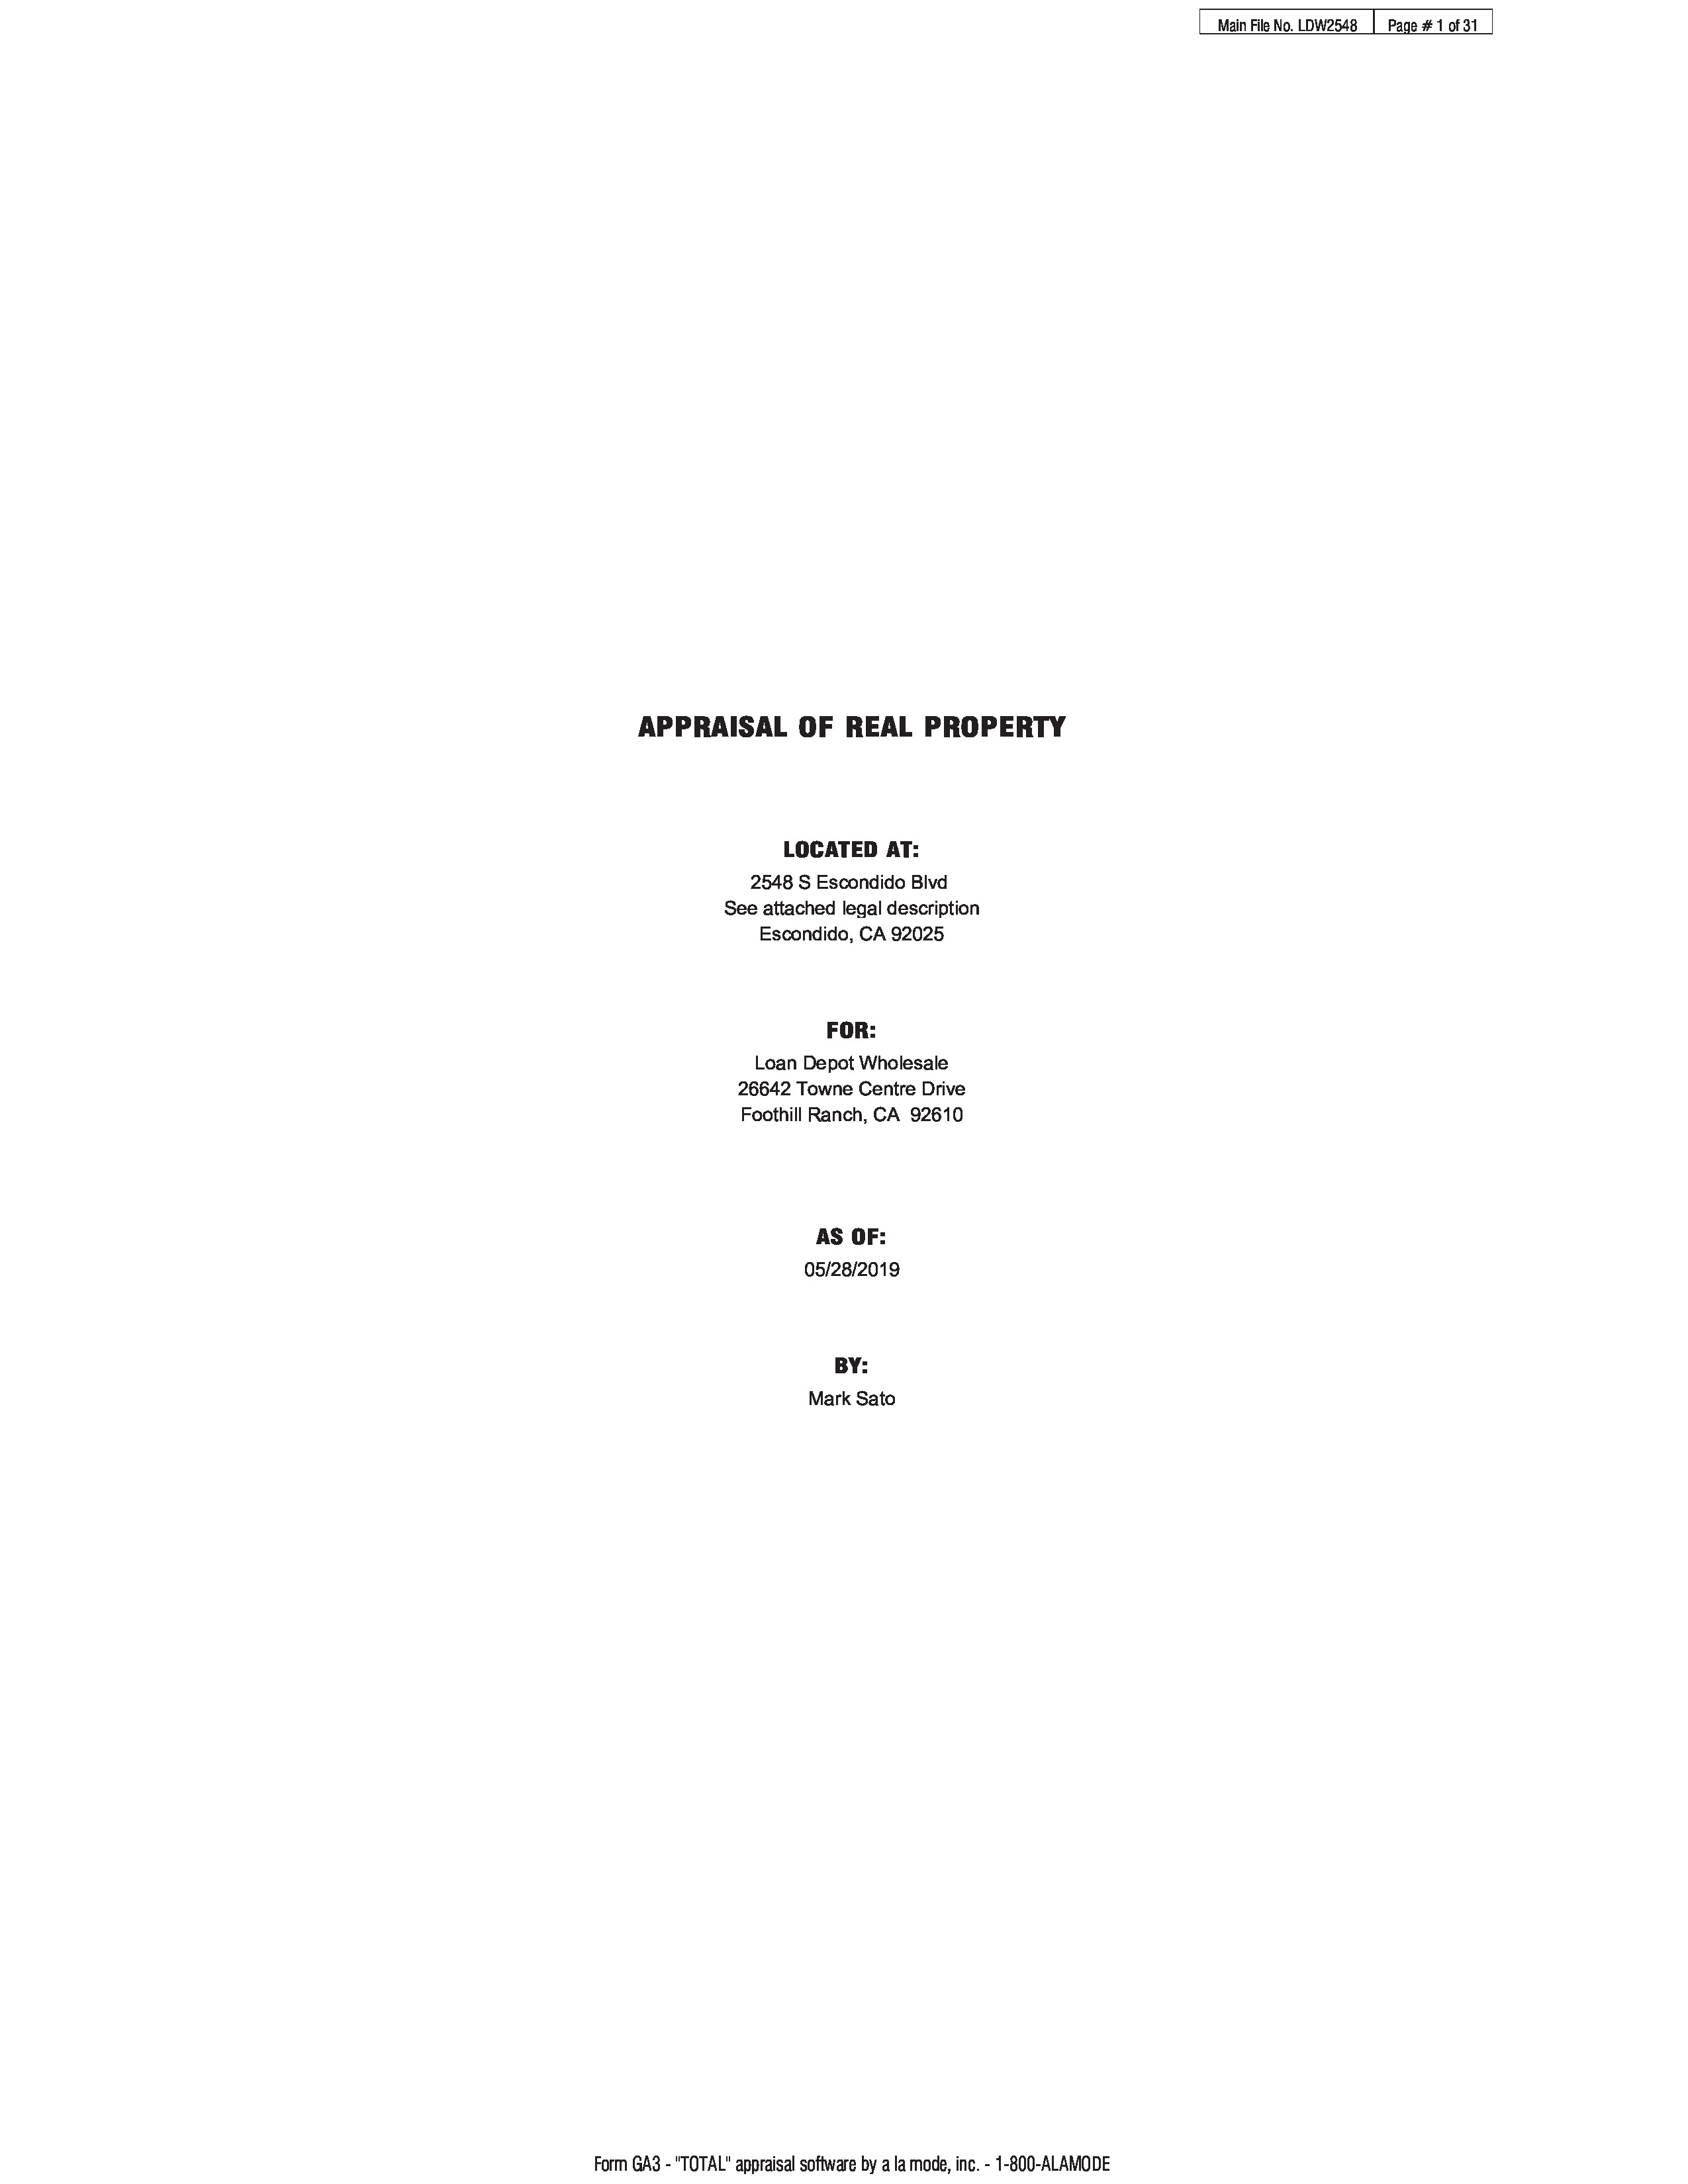 Main File No. LDW2548 Page # 1 of 31
APPRAISAL OF REAL PROPERTY
LOCATED AT:
2548 S Escondido Blvd
See attached legal description
Escondido, CA 92025
FOR:
Loan Depot Wholesale
26642 Towne Centre Drive
Foothill Ranch, CA 92610
AS OF:
05/28/2019
BY:
Mark Sato
Form GA3 - "TOTAL" appraisal software by a la mode, inc. - 1-800-ALAMODE